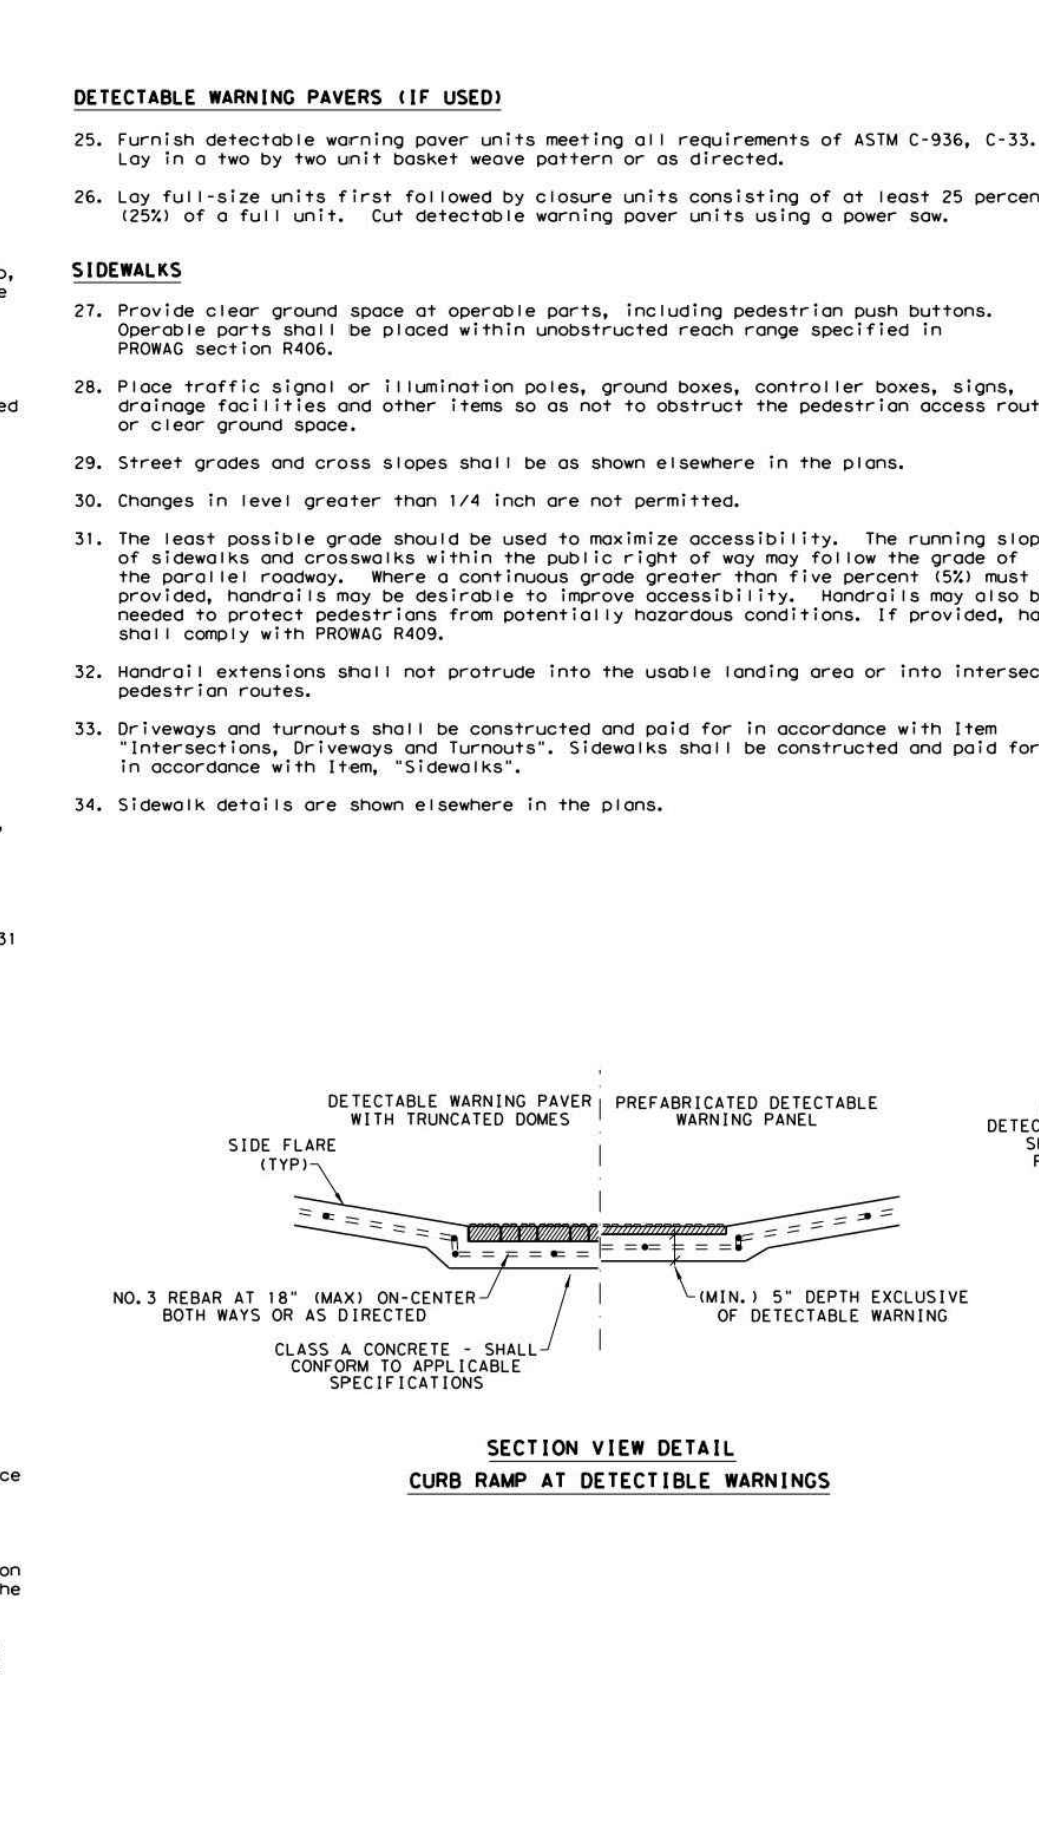 DETECTABLE WARNING PAVERS (IF USED)
25. Furnish detectable warning paver units meeting all requirements of ASTM C-936, C-33.
Lay in a two by two unit basket weave pattern or as directed.
26. Lay full-size units first followed by closure units consisting of at least 25 percen
(25%) of a full unit. Cut detectable warning paver units using a power saw.
SIDEWALKS
27. Provide clear ground space at operable parts, including pedestrian push buttons.
Operable parts shall be placed within unobstructed reach range specified in
PROWAG section R406.
28. Place traffic signal or illumination poles, ground boxes, controller boxes, signs,
drainage facilities and other items so as not to obstruct the pedestrian access rout
or clear ground space.
29. Street grades and cross slopes shall be as shown elsewhere in the plans.
30. Changes in level greater than 1/4 inch are not permitted.
31. The least possible grade should be used to maximize accessibility. The running slop
of sidewalks and crosswalks within the public right of way may follow the grade of
the parallel roadway. Where a continuous grade greater than five percent (5%) must
provided, handrails may be desirable to improve accessibility. Handrails may also b
needed to protect pedestrians from potentially hazardous conditions. If provided, ha
shall comply with PROWAG R409.
32. Handrail extensions shall not protrude into the usable landing area or into intersec
pedestrian routes.
33. Driveways and turnouts shall be constructed and paid for in accordance with Item
"Intersections, Driveways and Turnouts". Sidewalks shall be constructed and paid for
in accordance with Item, "Sidewalks".
34. Sidewalk details are shown elsewhere in the plans.
ed
31
DETECTABLE WARNING PAVER
WITH TRUNCATED DOMES
PREFABRICATED DETECTABLE
WARNING PANEL
DETEC
SIDE FLARE
(TYP)
NO.3 REBAR AT 18" (MAX) ON-CENTER
BOTH WAYS OR AS DIRECTED
(MIN.) 5" DEPTH EXCLUSIVE
OF DETECTABLE WARNING
CLASS A CONCRETE - SHALL
CONFORM TO APPLICABLE
SPECIFICATIONS
SECTION VIEW DETAIL
CURB RAMP AT DETECTIBLE WARNINGS
ce
on
he